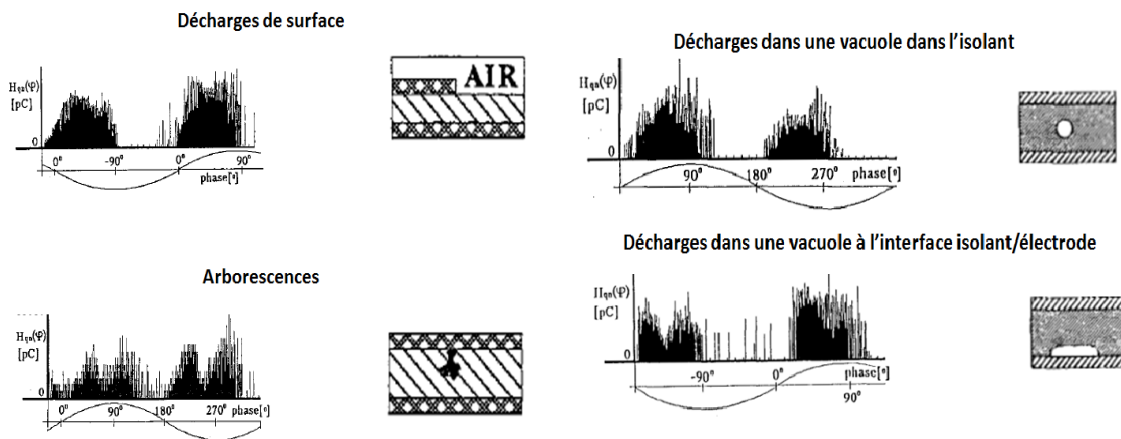 Décharges de surface
H_qn(φ)
[pC]
0
0° -90° 0° 90°
phase[°]
AIR
Décharges dans une vacuole dans l’isolant
H_qn(φ)
[pC]
0
90° 180° 270° phase[°]
Arborescences
H_qn(φ)
[pC]
0
0° 90° 180° 270° phase[°]
Décharges dans une vacuole à l’interface isolant/électrode
H_qn(φ)
[pC]
0
-90° 0° 90° phase[°]